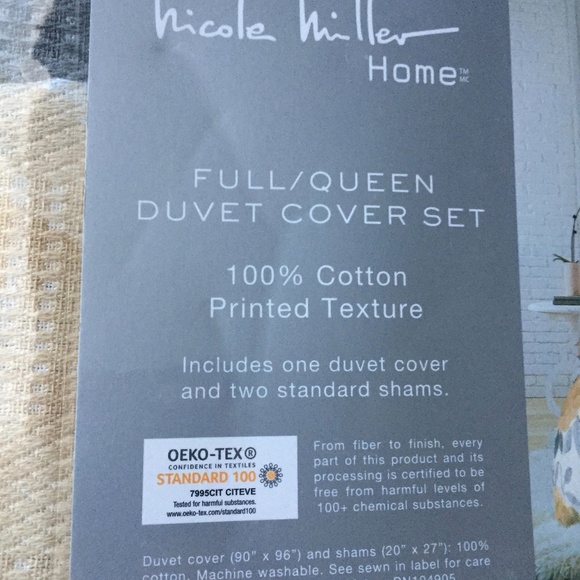 nicole miller
Home™ MC
FULL/QUEEN
DUVET COVER SET
100% Cotton
Printed Texture
Includes one duvet cover
and two standard shams.
OEKO-TEX®
CONFIDENCE IN TEXTILES
STANDARD 100
7995CIT CITEVE
Tested for harmful substances.
www.oeko-tex.com/standard100
From fiber to finish, every
part of this product and its
processing is certified to be
free from harmful levels of
100+ chemical substances.
Duvet cover (90" x 96") and shams (20" x 27"): 100%
cotton. Machine washable. See sewn in label for care